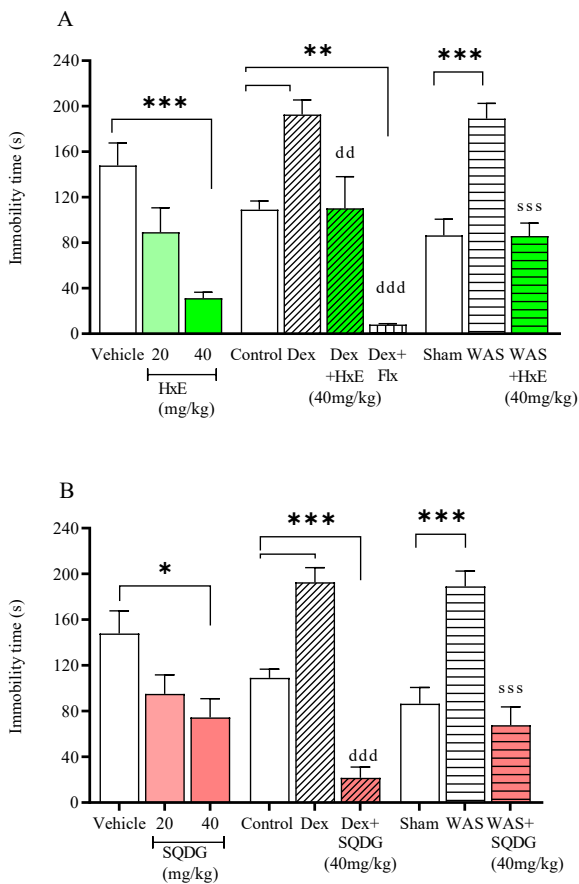 A
Immobility time (s)
240
200
160
120
80
40
0
***
**
***
dd
ddd
sss
Vehicle 20 40 Control Dex Dex Dex+ Sham WAS WAS
+HxE Flx +HxE
HxE (40mg/kg) (40mg/kg)
(mg/kg)
B
Immobility time (s)
240
200
160
120
80
40
0
*
***
***
ddd
sss
Vehicle 20 40 Control Dex Dex+ Sham WAS WAS+
SQDG SQDG
SQDG (40mg/kg) (40mg/kg)
(mg/kg)